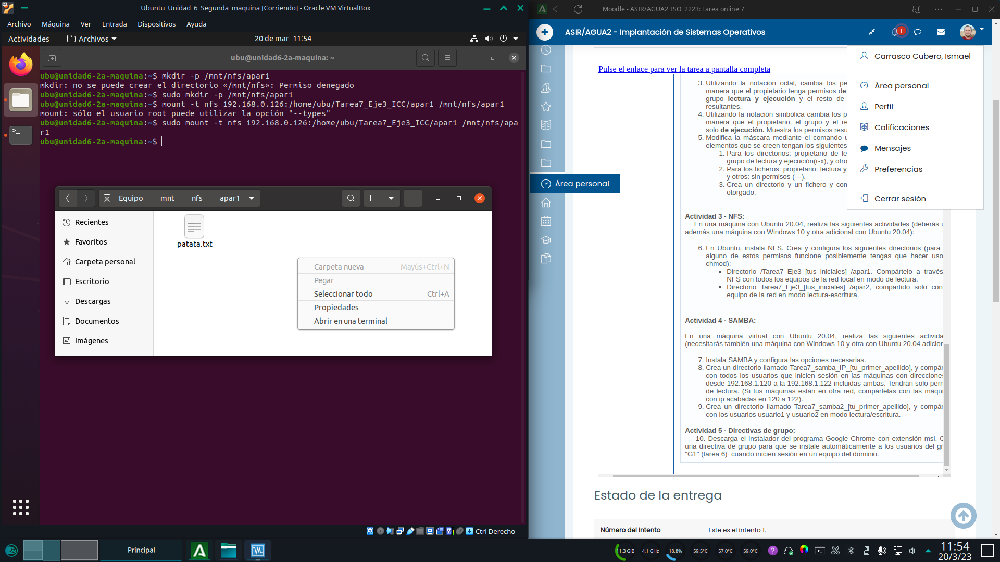 Ubuntu_Unidad_6_Segunda_maquina [Corriendo] - Oracle VM VirtualBox
Archivo Máquina Ver Entrada Dispositivos Ayuda
Actividades Archivos 20 de mar 11:54
ubu@unidad6-2a-maquina: ~
ubu@unidad6-2a-maquina:~$ mkdir -p /mnt/nfs/apar1
mkdir: no se puede crear el directorio «/mnt/nfs»: Permiso denegado
ubu@unidad6-2a-maquina:~$ sudo mkdir -p /mnt/nfs/apar1
ubu@unidad6-2a-maquina:~$ mount -t nfs 192.168.0.126:/home/ubu/Tarea7_Eje3_ICC/apar1 /mnt/nfs/apar1
mount: sólo el usuario root puede utilizar la opción "--types"
ubu@unidad6-2a-maquina:~$ sudo mount -t nfs 192.168.0.126:/home/ubu/Tarea7_Eje3_ICC/apar1 /mnt/nfs/apa
r1
ubu@unidad6-2a-maquina:~$
Equipo mnt nfs apar1
Recientes
Favoritos
Carpeta personal
Escritorio
Descargas
Documentos
Imágenes
patata.txt
Carpeta nueva Mayús+Ctrl+N
Pegar
Seleccionar todo Ctrl+A
Propiedades
Abrir en una terminal
Ctrl Derecho
Moodle - ASIR/AGUA2_ISO_2223: Tarea online 7
ASIR/AGUA2 - Implantación de Sistemas Operativos
1
Carrasco Cubero, Ismael
Área personal
Perfil
Calificaciones
Mensajes
Preferencias
Cerrar sesión
Área personal
Pulse el enlace para ver la tarea a pantalla completa
3. Utilizando la notación octal, cambia los pe
manera que el propietario tenga permisos de
grupo lectura y ejecución y el resto de
resultantes.
4. Utilizando la notación simbólica cambia los p
manera que el propietario, el grupo y el re
solo de ejecución. Muestra los permisos resu
5. Modifica la máscara mediante el comando u
elementos que se creen tengan los siguientes
1. Para los directorios: propietario de le
grupo de lectura y ejecución(r-x), y otro
2. Para los ficheros: propietario: lectura y
y otros: sin permisos (---).
3. Crea un directorio y un fichero y com
otorgado.
Actividad 3 - NFS:
En una máquina con Ubuntu 20.04, realiza las siguientes actividades (deberás u
además una máquina con Windows 10 y otra adicional con Ubuntu 20.04):
6. En Ubuntu, instala NFS. Crea y configura los siguientes directorios (para
alguno de estos permisos funcione posiblemente tengas que hacer uso
chmod):
▪ Directorio /Tarea7_Eje3_[tus_iniciales] /apar1. Compártelo a través
NFS con todos los equipos de la red local en modo de lectura.
▪ Directorio Tarea7_Eje3_[tus_iniciales] /apar2, compartido solo con
equipo de la red en modo lectura-escritura.
Actividad 4 - SAMBA:
En una máquina virtual con Ubuntu 20.04, realiza las siguientes activida
(necesitarás también una máquina con Windows 10 y otra con Ubuntu 20.04 adicior
7. Instala SAMBA y configura las opciones necesarias.
8. Crea un directorio llamado Tarea7_samba_IP_[tu_primer_apellido], y compár
con todos los usuarios que inicien sesión en las máquinas con direcciones
desde 192.168.1.120 a la 192.168.1.122 incluidas ambas. Tendrán solo perr
de lectura. (Si tus máquinas están en otra red, compártelas con las máqui
con ip acabadas en 120 a 122).
9. Crea un directorio llamado Tarea7_samba2_[tu_primer_apellido], y compár
con los usuarios usuario1 y usuario2 en modo lectura/escritura.
Actividad 5 - Directivas de grupo:
10. Descarga el instalador del programa Google Chrome con extensión msi. C
una directiva de grupo para que se instale automáticamente a los usuarios del gr
"G1" (tarea 6) cuando inicien sesión en un equipo del dominio.
Estado de la entrega
Número del Intento Este es el intento 1.
Principal
11,3 GiB 4,1 GHz 18,8% 59,5°C 57,0°C 59,0°C
11:54
20/3/23